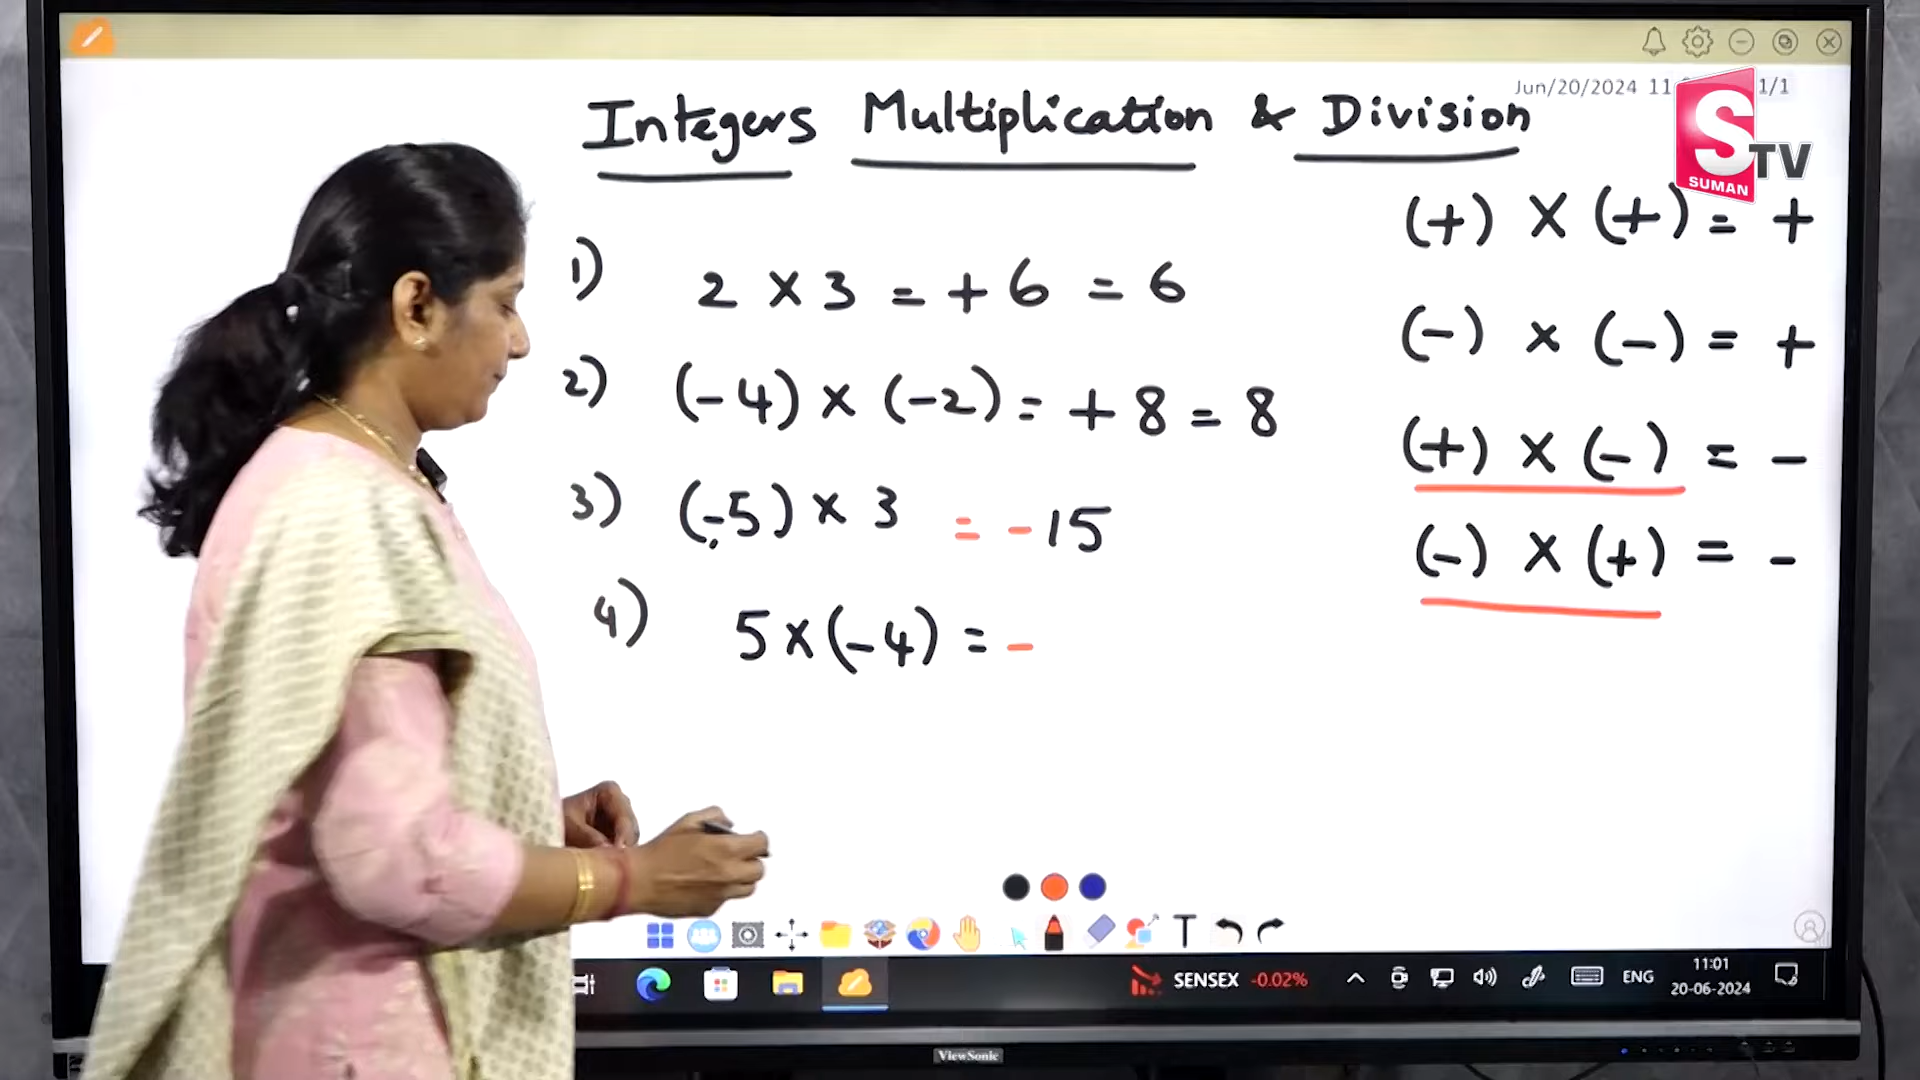 Jun/20/2024 11
1/1
S TV
SUMAN
Integers Multiplication & Division
(+) X (+) = +
1) 2 X 3 = + 6 = 6
(-) x (-) = +
2) (-4) x (-2) = + 8 = 8
(+) X (-) = -
3) (-5) x 3 = - 15
(-) X (+) = -
4) 5 x (-4) = -
T
SENSEX -0.02%
ENG
11:01
20-06-2024
ViewSonic